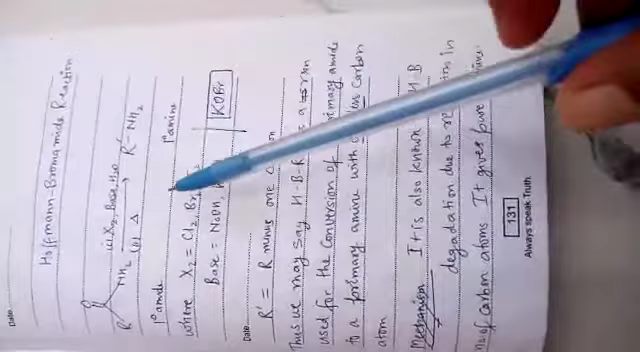 Date
Hoffmann-Bromamide Reaction
(i) X2, Base, H2O
R NH2 (ii) Δ → R'-NH2
1° amide 1° amine
where X2 = Cl2, Br2
Base = NaOH, KOBr
Date
R' = R minus one
Thus we may say H-B-R a
used for the Conversion of primary amide
to a primary amine with carbon
atom
Mechanism It is also known H-B
degradation due to in
no. of carbon atoms It gives pure
131
Always speak Truth